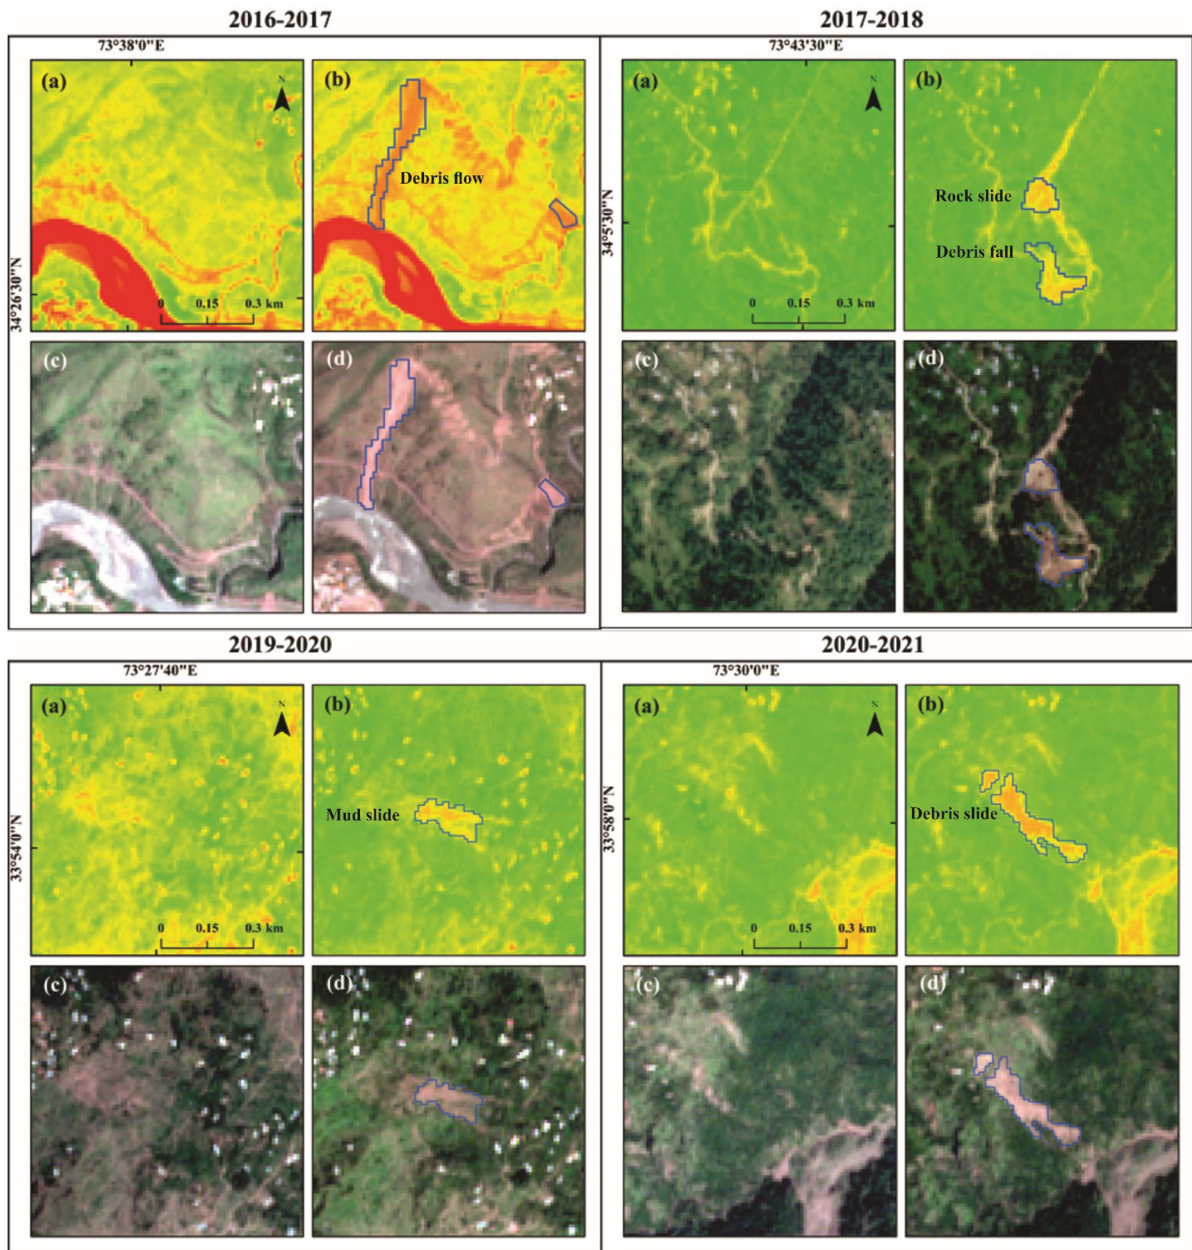 2016-2017
73°38'0"E
(a)
N
(b)
Debris flow
34°26'30"N
0 0.15 0.3 km
(c)
(d)
2017-2018
73°43'30"E
(a)
N
(b)
Rock slide
Debris fall
34°5'30"N
0 0.15 0.3 km
(c)
(d)
2019-2020
73°27'40"E
(a)
N
(b)
Mud slide
33°54'0"N
0 0.15 0.3 km
(c)
(d)
2020-2021
73°30'0"E
(a)
N
(b)
Debris slide
33°58'0"N
0 0.15 0.3 km
(c)
(d)